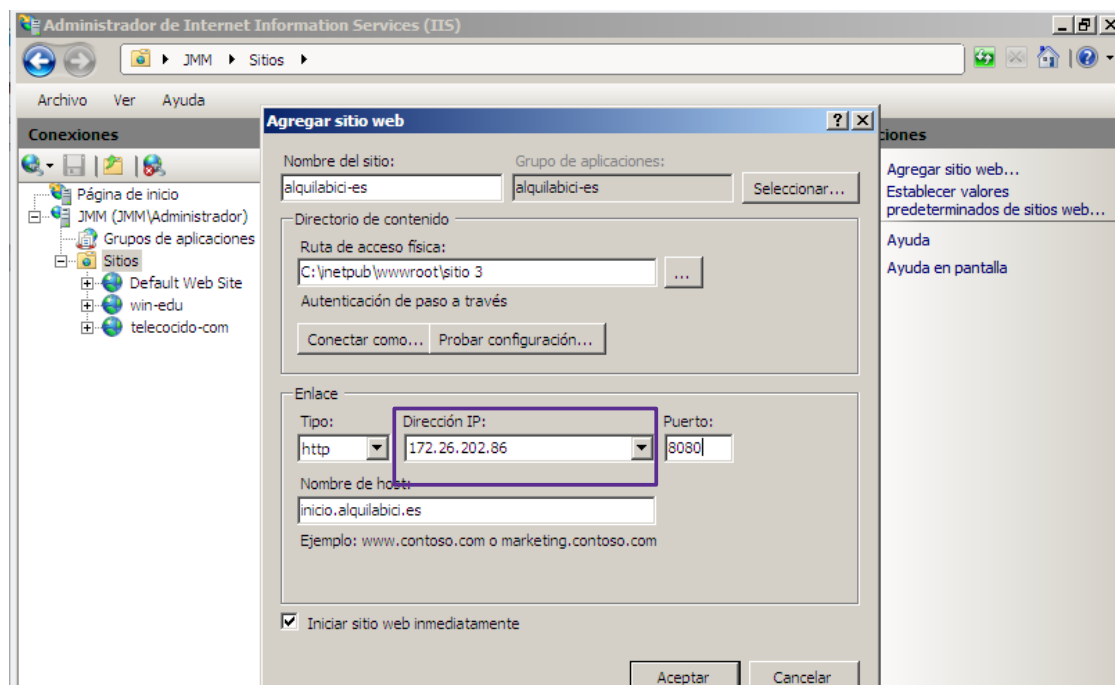 Administrador de Internet Information Services (IIS)
JMM Sitios
Archivo Ver Ayuda
Conexiones
Página de inicio
JMM (JMM\Administrador)
Grupos de aplicaciones
Sitios
Default Web Site
win-edu
telecocido-com
Agregar sitio web
Nombre del sitio: Grupo de aplicaciones:
alquilabici-es alquilabici-es Seleccionar...
Directorio de contenido
Ruta de acceso física:
C:\inetpub\wwwroot\sitio 3 ...
Autenticación de paso a través
Conectar como... Probar configuración...
Enlace
Tipo: Dirección IP: Puerto:
http 172.26.202.86 8080
Nombre de host:
inicio.alquilabici.es
Ejemplo: www.contoso.com o marketing.contoso.com
Iniciar sitio web inmediatamente
Aceptar Cancelar
ciones
Agregar sitio web...
Establecer valores
predeterminados de sitios web...
Ayuda
Ayuda en pantalla